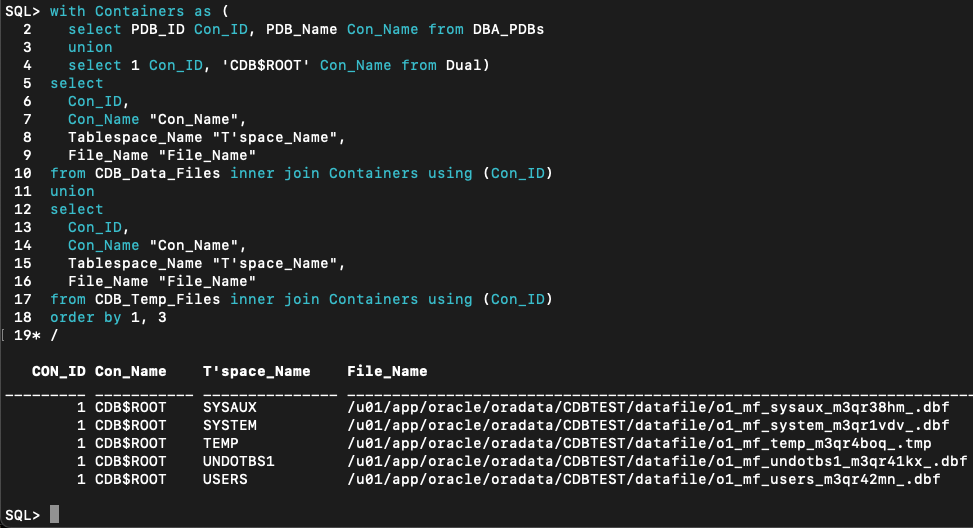 SQL> with Containers as (
  2    select PDB_ID Con_ID, PDB_Name Con_Name from DBA_PDBs
  3    union
  4    select 1 Con_ID, 'CDB$ROOT' Con_Name from Dual)
  5  select
  6    Con_ID,
  7    Con_Name "Con_Name",
  8    Tablespace_Name "T'space_Name",
  9    File_Name "File_Name"
 10  from CDB_Data_Files inner join Containers using (Con_ID)
 11  union
 12  select
 13    Con_ID,
 14    Con_Name "Con_Name",
 15    Tablespace_Name "T'space_Name",
 16    File_Name "File_Name"
 17  from CDB_Temp_Files inner join Containers using (Con_ID)
 18  order by 1, 3
[ 19* /
   CON_ID Con_Name    T'space_Name    File_Name
_________ ___________ _______________ ______________________________________________________________________
        1 CDB$ROOT    SYSAUX          /u01/app/oracle/oradata/CDBTEST/datafile/o1_mf_sysaux_m3qr38hm_.dbf
        1 CDB$ROOT    SYSTEM          /u01/app/oracle/oradata/CDBTEST/datafile/o1_mf_system_m3qr1vdv_.dbf
        1 CDB$ROOT    TEMP            /u01/app/oracle/oradata/CDBTEST/datafile/o1_mf_temp_m3qr4boq_.tmp
        1 CDB$ROOT    UNDOTBS1        /u01/app/oracle/oradata/CDBTEST/datafile/o1_mf_undotbs1_m3qr41kx_.dbf
        1 CDB$ROOT    USERS           /u01/app/oracle/oradata/CDBTEST/datafile/o1_mf_users_m3qr42mn_.dbf
SQL>